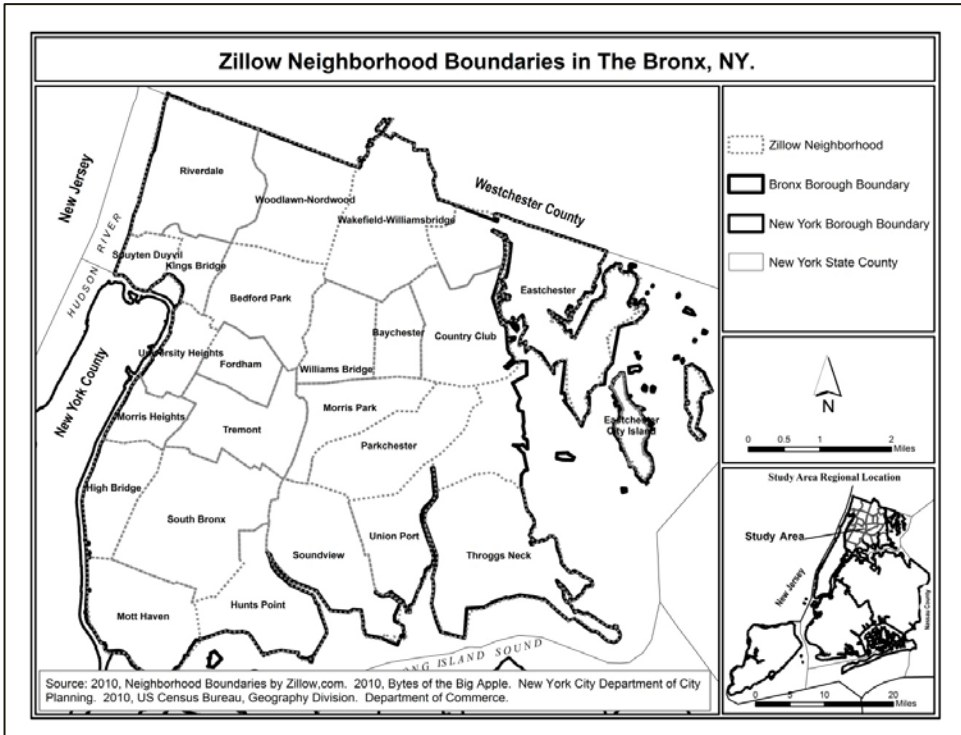 Zillow Neighborhood Boundaries in The Bronx, NY.
New Jersey
HUDSON RIVER
New York County
Westchester County
Riverdale
Woodlawn-Nordwood
Wakefield-Williamsbridge
Spuyten Duyvil
Kings Bridge
Bedford Park
Eastchester
Baychester
Country Club
University Heights
Fordham
Williams Bridge
Morris Heights
Morris Park
Tremont
Parkchester
Eastchester
City Island
High Bridge
South Bronx
Soundview
Union Port
Throggs Neck
Mott Haven
Hunts Point
ONG ISLAND SOUND
Source: 2010, Neighborhood Boundaries by Zillow,com. 2010, Bytes of the Big Apple. New York City Department of City
Planning. 2010, US Census Bureau, Geography Division. Department of Commerce.
Zillow Neighborhood
Bronx Borough Boundary
New York Borough Boundary
New York State County
N
0 0.5 1 2
Miles
Study Area Regional Location
Study Area
New Jersey
Nassau County
0 10 20
Miles